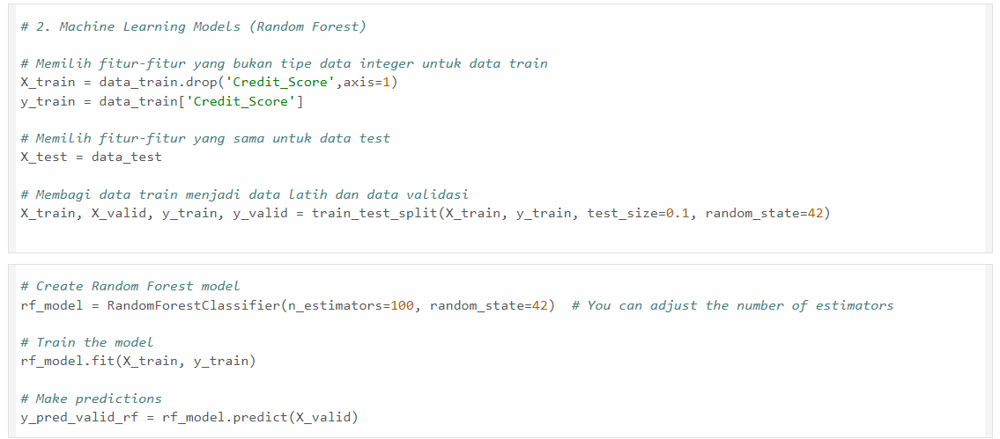 # 2. Machine Learning Models (Random Forest)
# Memilih fitur-fitur yang bukan tipe data integer untuk data train
X_train = data_train.drop('Credit_Score',axis=1)
y_train = data_train['Credit_Score']
# Memilih fitur-fitur yang sama untuk data test
X_test = data_test
# Membagi data train menjadi data latih dan data validasi
X_train, X_valid, y_train, y_valid = train_test_split(X_train, y_train, test_size=0.1, random_state=42)
# Create Random Forest model
rf_model = RandomForestClassifier(n_estimators=100, random_state=42)  # You can adjust the number of estimators
# Train the model
rf_model.fit(X_train, y_train)
# Make predictions
y_pred_valid_rf = rf_model.predict(X_valid)